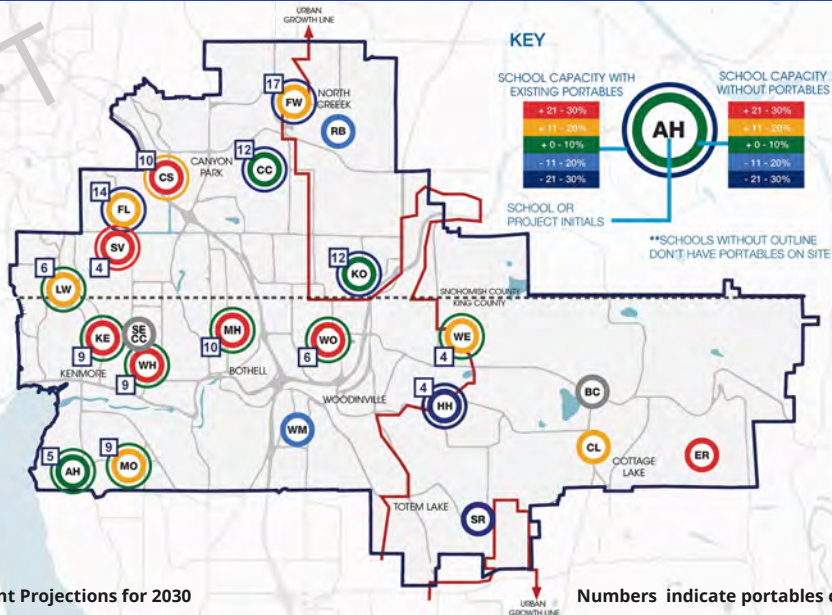 FT
URBAN
GROWTH LINE
KEY
SCHOOL CAPACITY WITH
EXISTING PORTABLES
+ 21 - 30%
+ 11 - 20%
+ 0 - 10%
- 11 - 20%
- 21 - 30%
AH
SCHOOL CAPACITY
WITHOUT PORTABLES
+ 21 - 30%
+ 11 - 20%
+ 0 - 10%
- 11 - 20%
- 21 - 30%
SCHOOL OR
PROJECT INITIALS
**SCHOOLS WITHOUT OUTLINE
DON'T HAVE PORTABLES ON SITE
17
FW
NORTH
CREEEK
RB
10
CS
CANYON
PARK
12
CC
14
FL
SV
4
12
KO
6
LW
SNOHOMISH COUNTY
KING COUNTY
KE
9
KENMORE
SE
CC
WH
9
MH
10
BOTHELL
WO
6
WE
4
WOODINVILLE
4
HH
BC
WM
CL
COTTAGE
LAKE
ER
5
AH
9
MO
TOTEM LAKE
SR
nt Projections for 2030
Numbers indicate portables
URBAN
GROWTH LINE